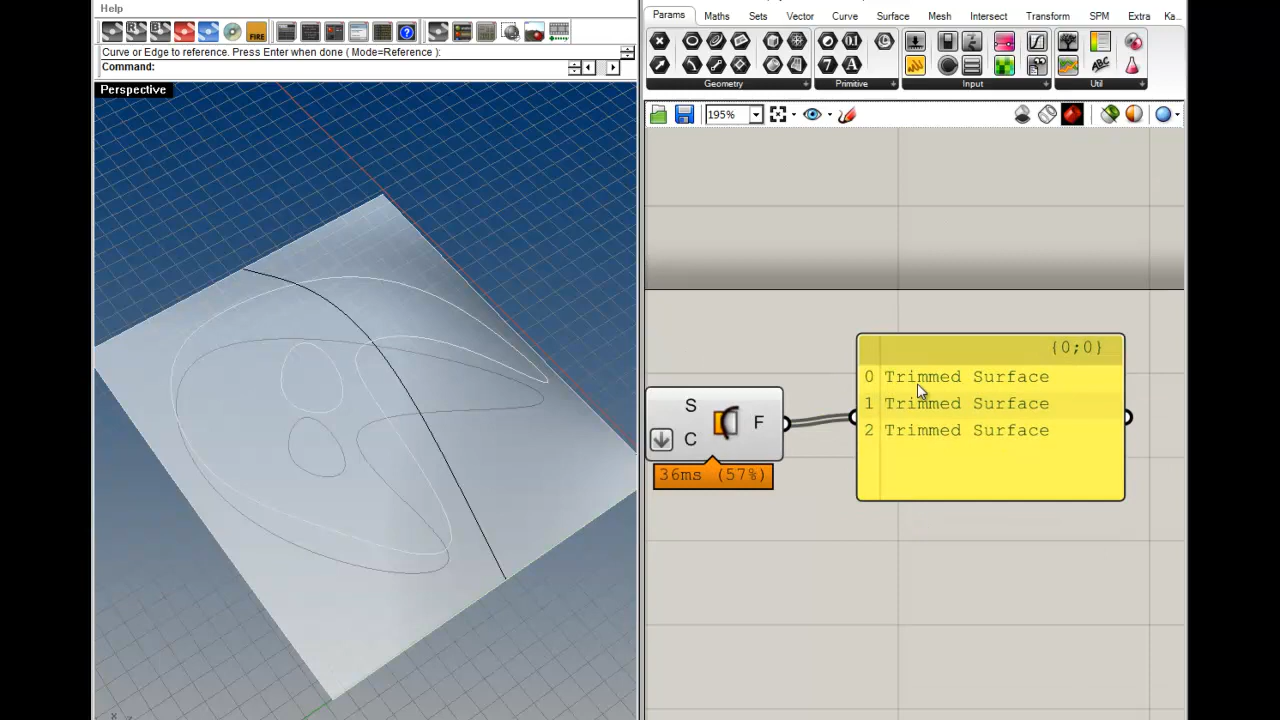 Help
FIRE
Curve or Edge to reference. Press Enter when done ( Mode=Reference ):
Command:
Perspective
Params Maths Sets Vector Curve Surface Mesh Intersect Transform SPM Extra Ka...
Geometry Primitive Input Util
195%
{0;0}
0 Trimmed Surface
1 Trimmed Surface
2 Trimmed Surface
S
C
F
36ms (57%)